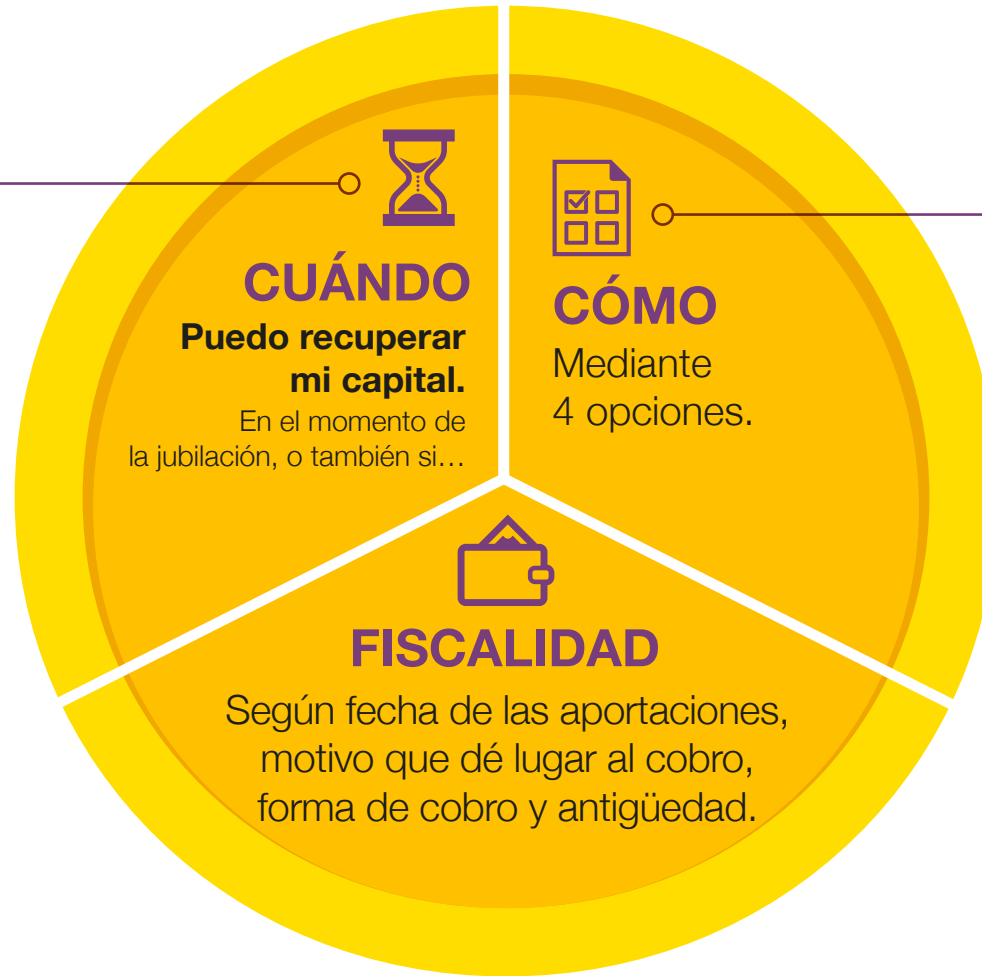 CUÁNDO
Puedo recuperar
mi capital.
En el momento de
la jubilación, o también si…
CÓMO
Mediante
4 opciones.
FISCALIDAD
Según fecha de las aportaciones,
motivo que dé lugar al cobro,
forma de cobro y antigüedad.